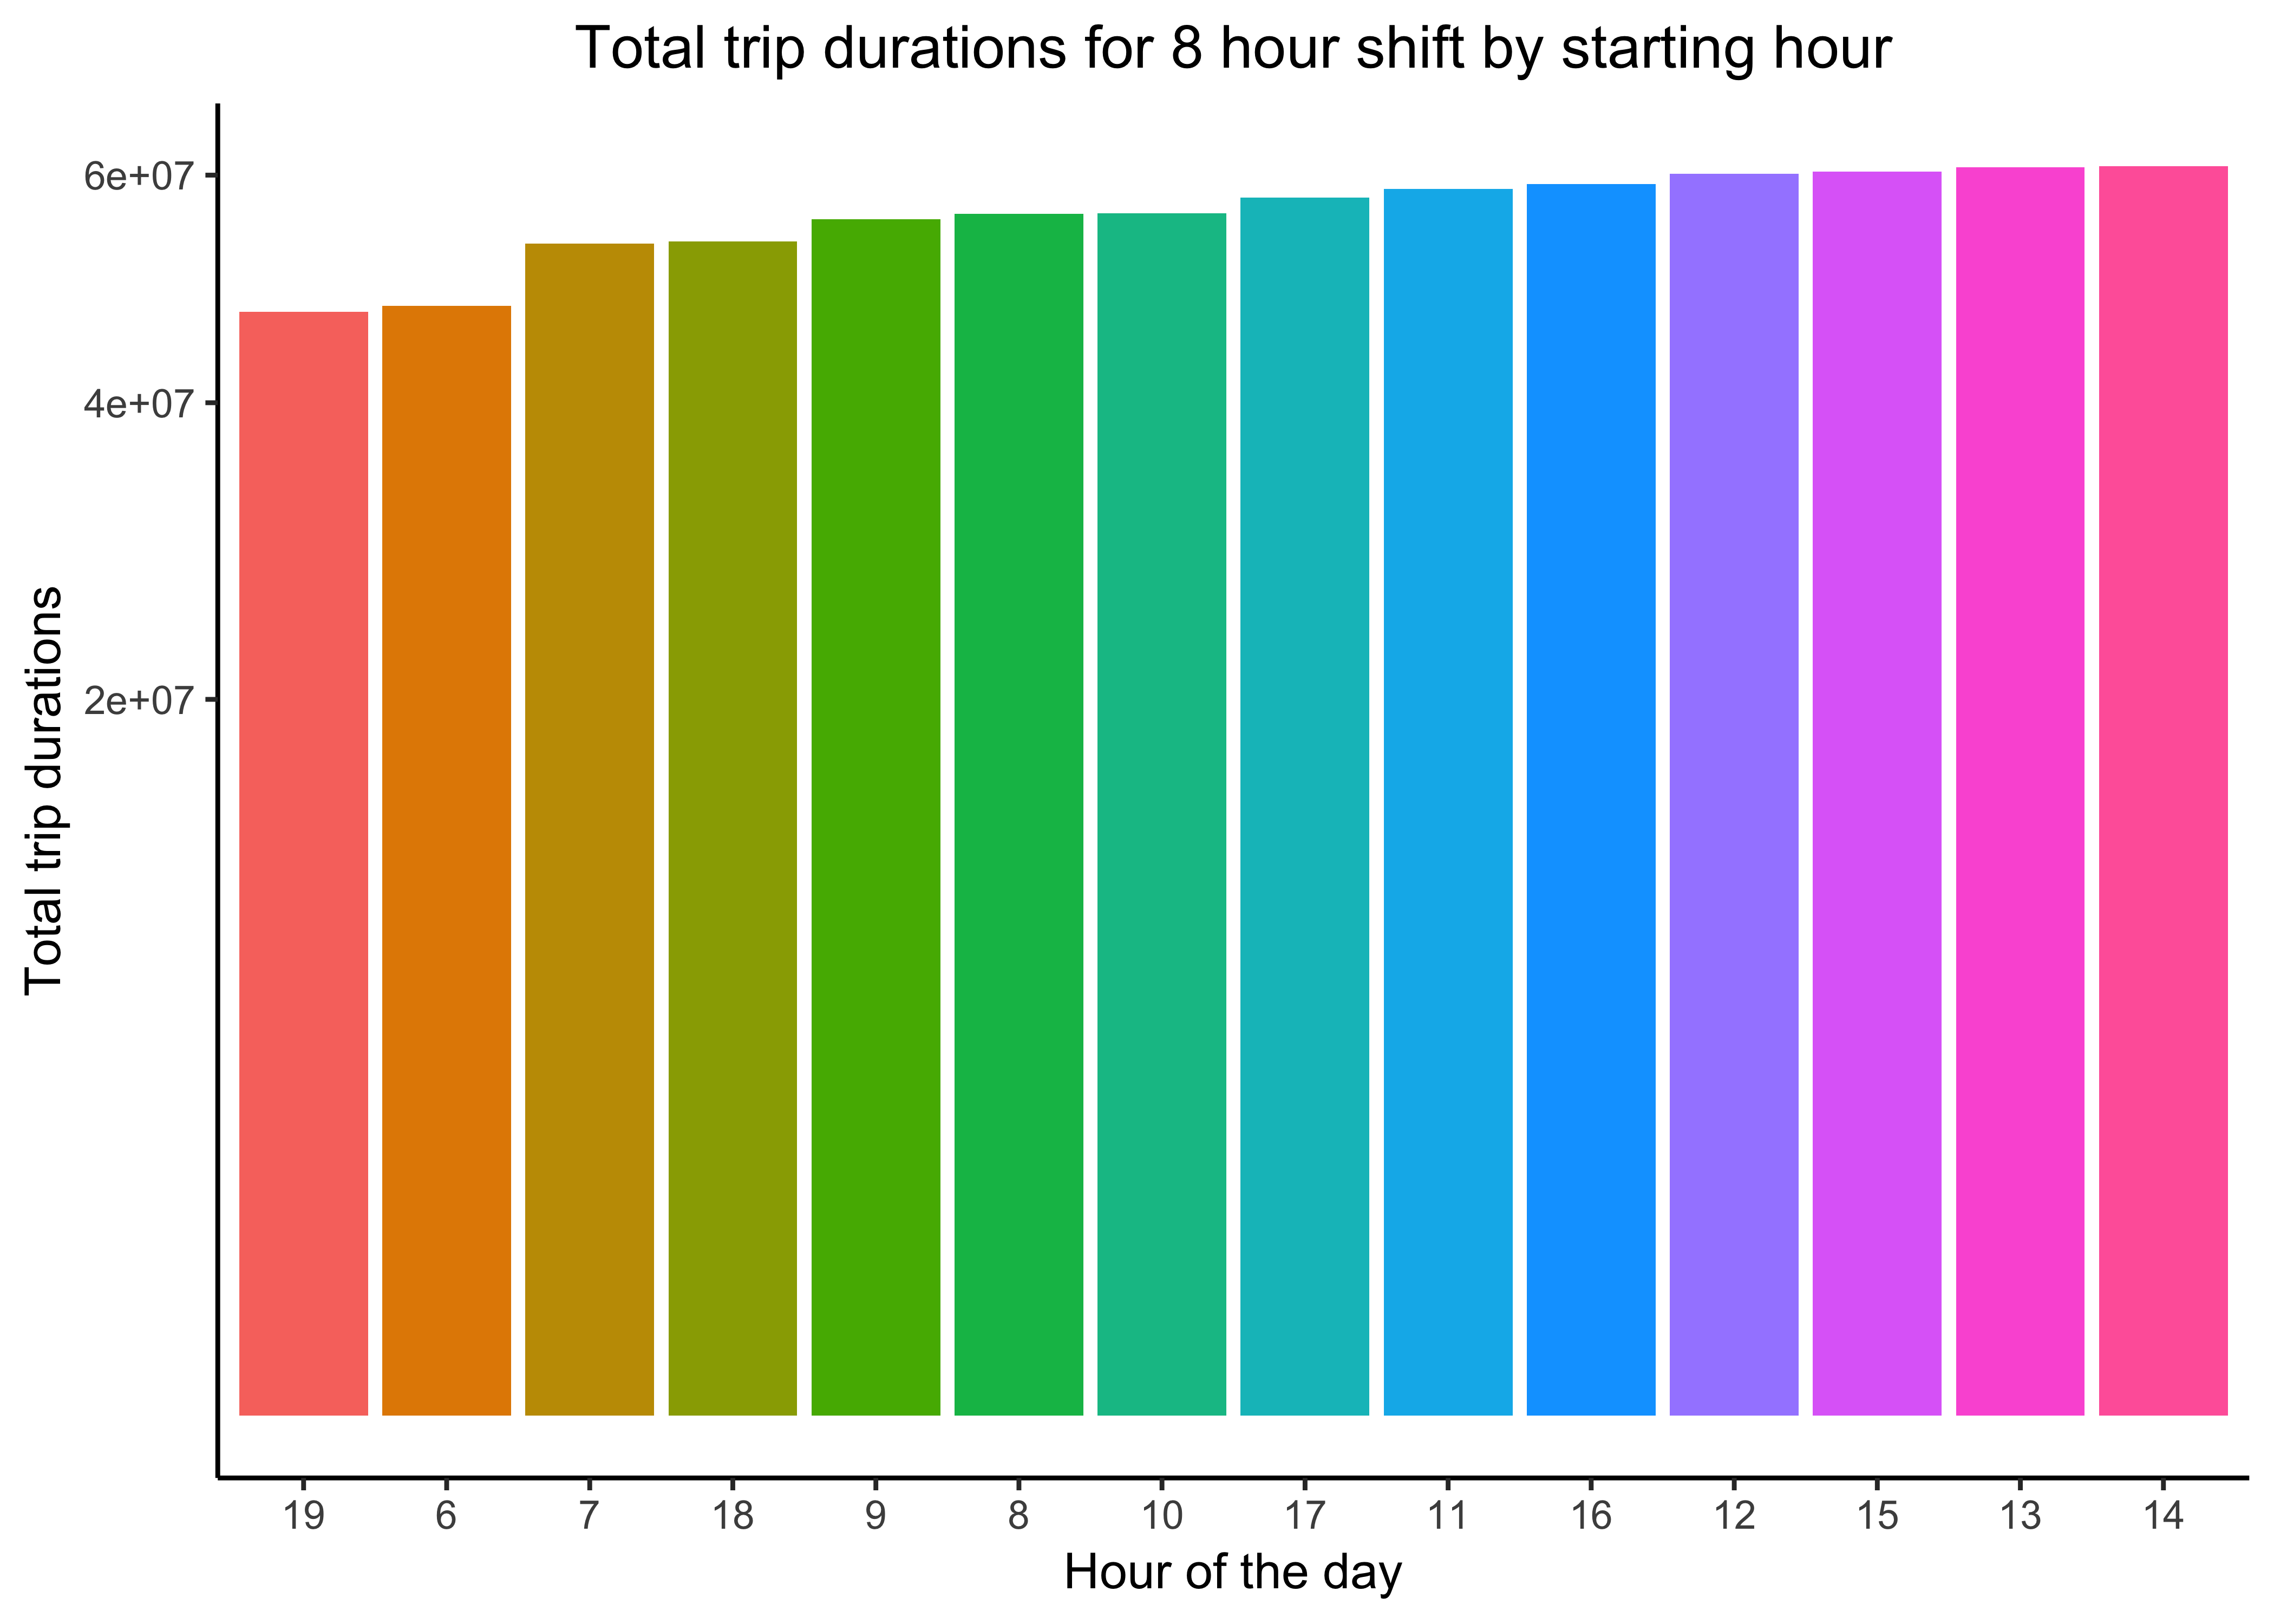 Total trip durations for 8 hour shift by starting hour
Total trip durations
6e+07
4e+07
2e+07
19 6 7 18 9 8 10 17 11 16 12 15 13 14
Hour of the day